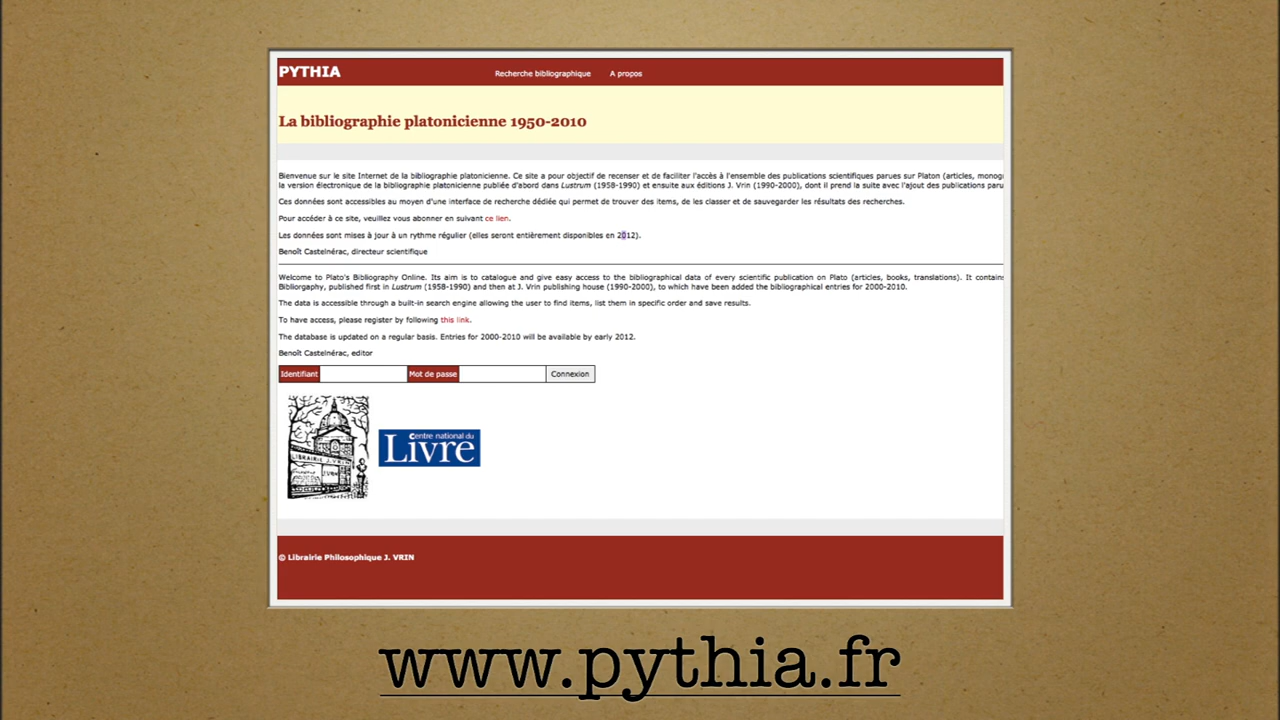 PYTHIA
Recherche bibliographique A propos
La bibliographie platonicienne 1950-2010
Bienvenue sur le site Internet de la bibliographie platonicienne. Ce site a pour objectif de recenser et de faciliter l'accès à l'ensemble des publications scientifiques parues sur Platon (articles, monog
la version électronique de la bibliographie platonicienne publiée d'abord dans Lustrum (1958-1990) et ensuite aux éditions J. Vrin (1990-2000), dont il prend la suite avec l'ajout des publications paru
Ces données sont accessibles au moyen d'une interface de recherche dédiée qui permet de trouver des items, de les classer et de sauvegarder les résultats des recherches.
Pour accéder à ce site, veuillez vous abonner en suivant ce lien.
Les données sont mises à jour à un rythme régulier (elles seront entièrement disponibles en 2012).
Benoît Castelnérac, directeur scientifique
Welcome to Plato's Bibliography Online. Its aim is to catalogue and give easy access to the bibliographical data of every scientific publication on Plato (articles, books, translations). It contain
Bibliorgaphy, published first in Lustrum (1958-1990) and then at J. Vrin publishing house (1990-2000), to which have been added the bibliographical entries for 2000-2010.
The data is accessible through a built-in search engine allowing the user to find items, list them in specific order and save results.
To have access, please register by following this link.
The database is updated on a regular basis. Entries for 2000-2010 will be available by early 2012.
Benoît Castelnérac, editor
Identifiant Mot de passe Connexion
LIBRAIRIE J. VRIN
Centre national du
Livre
© Librairie Philosophique J. VRIN
www.pythia.fr